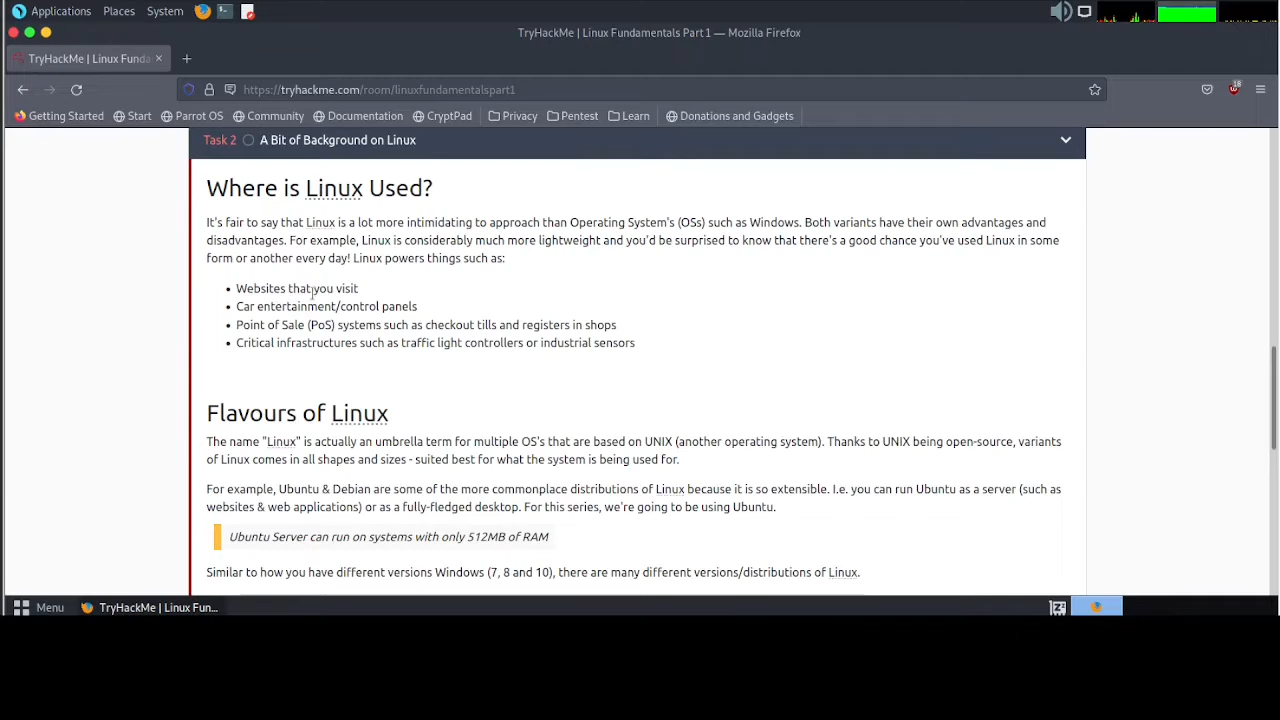 Applications Places System
TryHackMe | Linux Fundamentals Part 1 — Mozilla Firefox
TryHackMe | Linux Funda
https://tryhackme.com/room/linuxfundamentalspart1
18
Getting Started Start Parrot OS Community Documentation CryptPad Privacy Pentest Learn Donations and Gadgets
Task 2 A Bit of Background on Linux
Where is Linux Used?
It's fair to say that Linux is a lot more intimidating to approach than Operating System's (OSs) such as Windows. Both variants have their own advantages and
disadvantages. For example, Linux is considerably much more lightweight and you'd be surprised to know that there's a good chance you've used Linux in some
form or another every day! Linux powers things such as:
• Websites that you visit
• Car entertainment/control panels
• Point of Sale (PoS) systems such as checkout tills and registers in shops
• Critical infrastructures such as traffic light controllers or industrial sensors
Flavours of Linux
The name "Linux" is actually an umbrella term for multiple OS's that are based on UNIX (another operating system). Thanks to UNIX being open-source, variants
of Linux comes in all shapes and sizes - suited best for what the system is being used for.
For example, Ubuntu & Debian are some of the more commonplace distributions of Linux because it is so extensible. I.e. you can run Ubuntu as a server (such as
websites & web applications) or as a fully-fledged desktop. For this series, we're going to be using Ubuntu.
Ubuntu Server can run on systems with only 512MB of RAM
Similar to how you have different versions Windows (7, 8 and 10), there are many different versions/distributions of Linux.
Menu TryHackMe | Linux Fun...